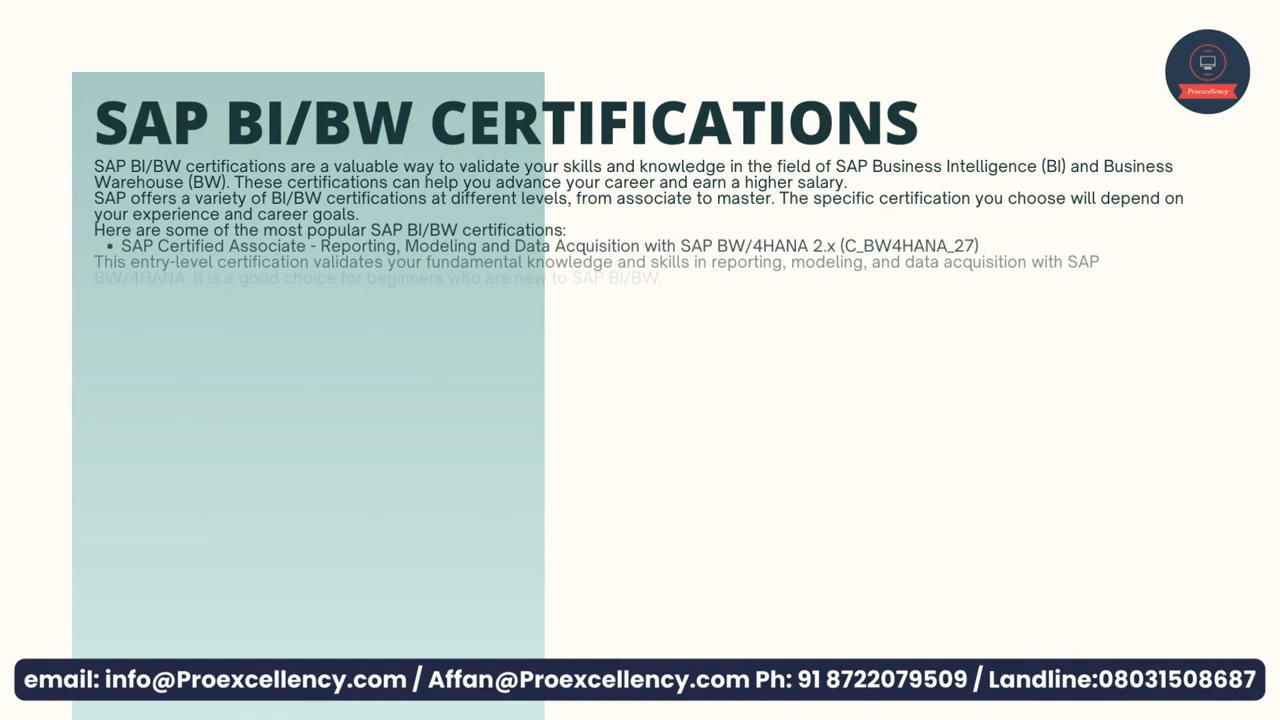 Proexcellency
SAP BI/BW CERTIFICATIONS
SAP BI/BW certifications are a valuable way to validate your skills and knowledge in the field of SAP Business Intelligence (BI) and Business
Warehouse (BW). These certifications can help you advance your career and earn a higher salary.
SAP offers a variety of BI/BW certifications at different levels, from associate to master. The specific certification you choose will depend on
your experience and career goals.
Here are some of the most popular SAP BI/BW certifications:
• SAP Certified Associate - Reporting, Modeling and Data Acquisition with SAP BW/4HANA 2.x (C_BW4HANA_27)
This entry-level certification validates your fundamental knowledge and skills in reporting, modeling, and data acquisition with SAP
BW/4HANA. It is a good choice for beginners who are new to SAP BI/BW.
email: info@Proexcellency.com / Affan@Proexcellency.com Ph: 91 8722079509 / Landline:08031508687